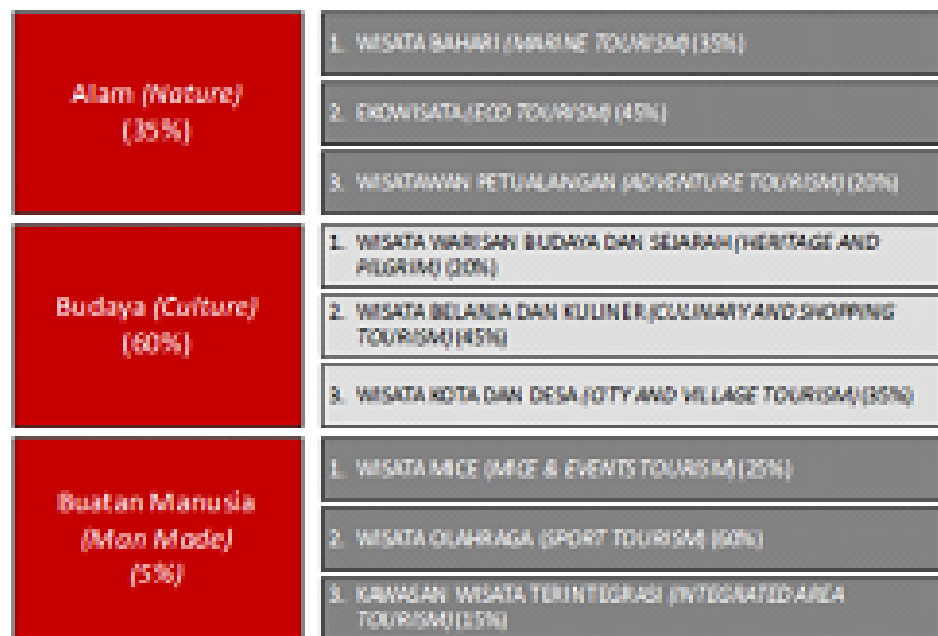 Alam (Nature)
(35%)
1. WISATA BAHARI (MARINE TOURISM) (35%)
2. EKOWISATA (ECO TOURISM) (45%)
3. WISATAWAN PETUALANGAN (ADVENTURE TOURISM) (20%)
Budaya (Culture)
(60%)
1. WISATA WARISAN BUDAYA DAN SEJARAH (HERITAGE AND
PILGRIM) (20%)
2. WISATA BELANJA DAN KULINER (CULINARY AND SHOPPING
TOURISM) (45%)
3. WISATA KOTA DAN DESA (CITY AND VILLAGE TOURISM) (35%)
Buatan Manusia
(Man Made)
(5%)
1. WISATA MICE (MICE & EVENTS TOURISM) (25%)
2. WISATA OLAHRAGA (SPORT TOURISM) (60%)
3. KAWASAN WISATA TERINTEGRASI (INTEGRATED AREA
TOURISM) (15%)